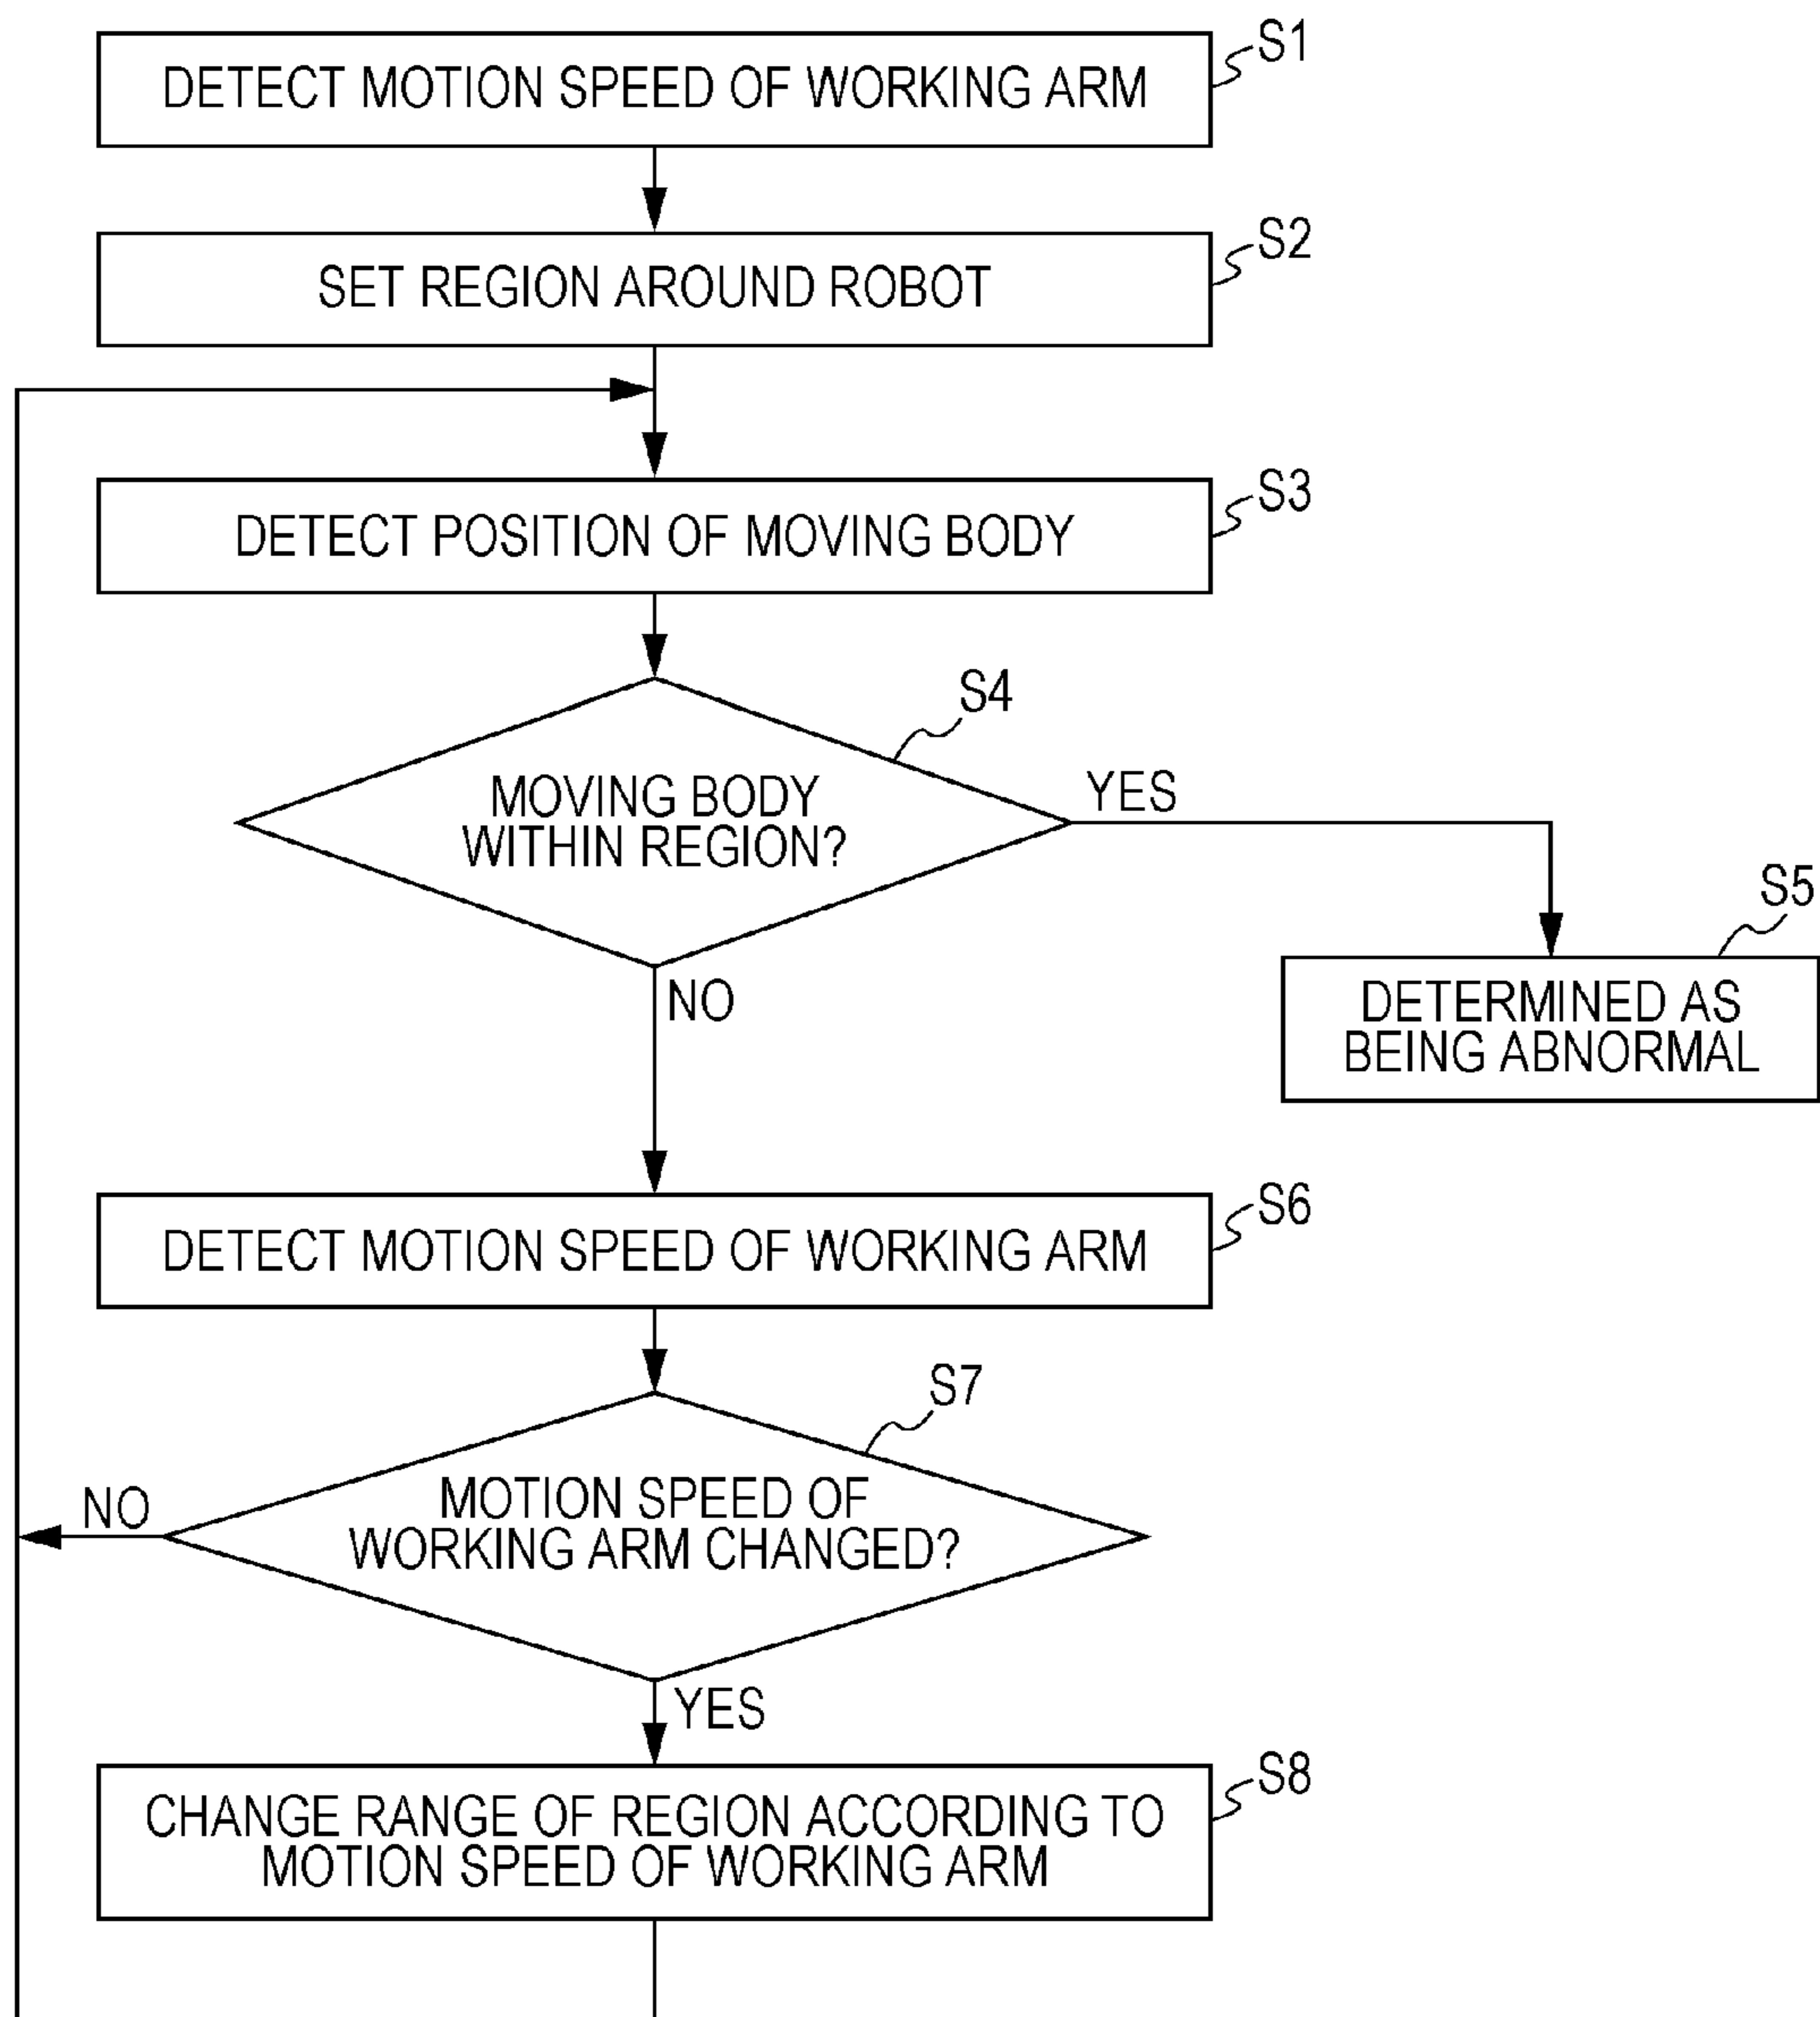 DETECT MOTION SPEED OF WORKING ARM
S1
SET REGION AROUND ROBOT
S2
DETECT POSITION OF MOVING BODY
S3
S4
MOVING BODY
WITHIN REGION?
YES
S5
DETERMINED AS
BEING ABNORMAL
NO
DETECT MOTION SPEED OF WORKING ARM
S6
S7
MOTION SPEED OF
WORKING ARM CHANGED?
NO
YES
CHANGE RANGE OF REGION ACCORDING TO
MOTION SPEED OF WORKING ARM
S8